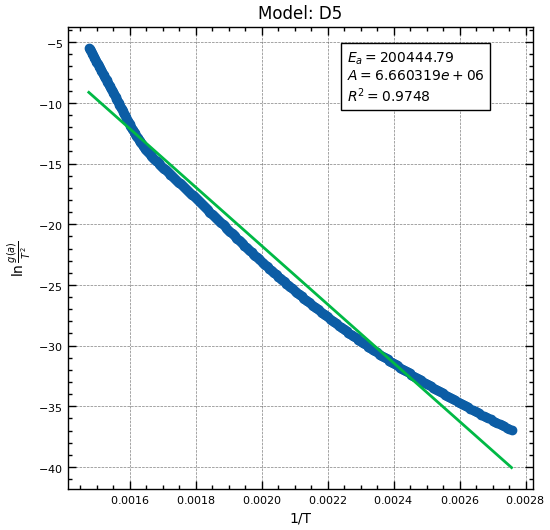 Model: D5
E_a = 200444.79
A = 6.660319e + 06
R^2 = 0.9748
ln g(a)/T^2
−5
−10
−15
−20
−25
−30
−35
−40
0.0016 0.0018 0.0020 0.0022 0.0024 0.0026 0.0028
1/T